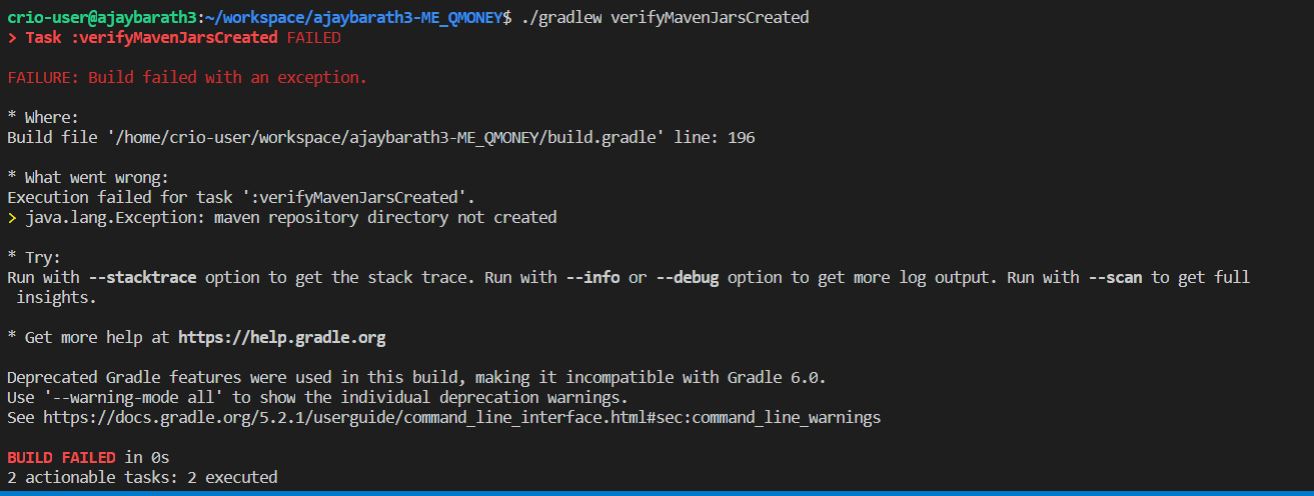 crio-user@ajaybarath3:~/workspace/ajaybarath3-ME_QMONEY$ ./gradlew verifyMavenJarsCreated
> Task :verifyMavenJarsCreated FAILED
FAILURE: Build failed with an exception.
* Where:
Build file '/home/crio-user/workspace/ajaybarath3-ME_QMONEY/build.gradle' line: 196
* What went wrong:
Execution failed for task ':verifyMavenJarsCreated'.
> java.lang.Exception: maven repository directory not created
* Try:
Run with --stacktrace option to get the stack trace. Run with --info or --debug option to get more log output. Run with --scan to get full
insights.
* Get more help at https://help.gradle.org
Deprecated Gradle features were used in this build, making it incompatible with Gradle 6.0.
Use '--warning-mode all' to show the individual deprecation warnings.
See https://docs.gradle.org/5.2.1/userguide/command_line_interface.html#sec:command_line_warnings
BUILD FAILED in 0s
2 actionable tasks: 2 executed